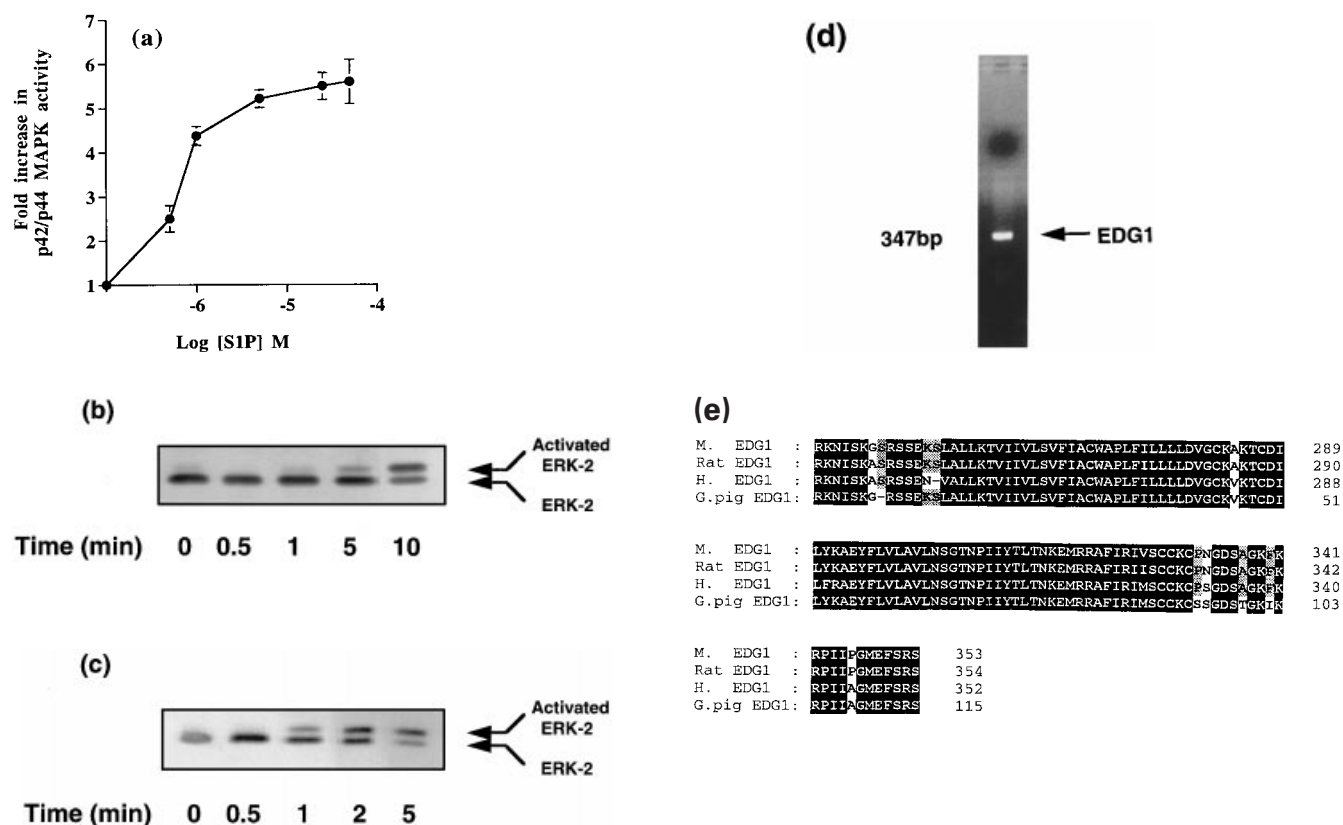 (a)
Fold increase in
p42/p44 MAPK activity
7
6
5
4
3
2
1
-6 -5 -4
Log [S1P] M
(b)
Activated
ERK-2
ERK-2
Time (min) 0 0.5 1 5 10
(c)
Activated
ERK-2
ERK-2
Time (min) 0 0.5 1 2 5
(d)
347bp
EDG1
(e)
M. EDG1 : RKNISKGSRSSEKSLALLKTVIIVLSVFIACWAPLFILLLLDVGCKAKTCDI 289
Rat EDG1 : RKNISKASRSSEKSLALLKTVIIVLSVFIACWAPLFILLLLDVGCKAKTCDI 290
H. EDG1 : RKNISKASRSSEN-VALLKTVIIVLSVFIACWAPLFILLLLDVGCKVKTCDI 288
G.pig EDG1: RKNISKG-RSSEKSLALLKTVIIVLSVFIACWAPLFILLLLDVGCKVKTCDI 51
M. EDG1 : LYKAEYFLVLAVLNSGTNPIIYTLTNKEMRRAFIRIVSCCKCPNGDSAGKFK 341
Rat EDG1 : LYKAEYFLVLAVLNSGTNPIIYTLTNKEMRRAFIRIISCCKCPNGDSAGKFK 342
H. EDG1 : LFRAEYFLVLAVLNSGTNPIIYTLTNKEMRRAFIRIMSCCKCPSGDSAGKFK 340
G.pig EDG1: LYKAEYFLVLAVLNSGTNPIIYTLTNKEMRRAFIRIMSCCKCSSGDSTGKIK 103
M. EDG1 : RPIIPGMEFSRS 353
Rat EDG1 : RPIIPGMEFSRS 354
H. EDG1 : RPIIAGMEFSRS 352
G.pig EDG1: RPIIAGMEFSRS 115